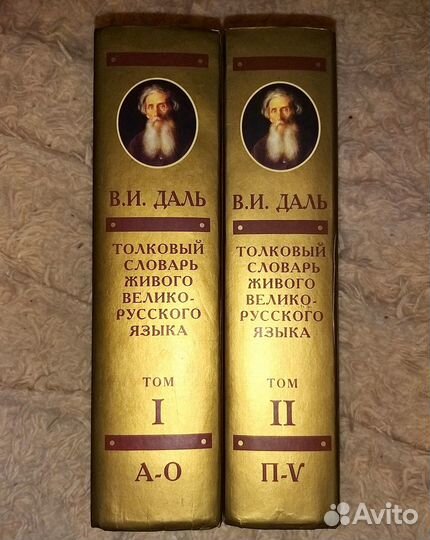 В.И. ДАЛЬ
ТОЛКОВЫЙ
СЛОВАРЬ
ЖИВОГО
ВЕЛИКО-
РУССКОГО
ЯЗЫКА
ТОМ
I
А-О
В.И. ДАЛЬ
ТОЛКОВЫЙ
СЛОВАРЬ
ЖИВОГО
ВЕЛИКО-
РУССКОГО
ЯЗЫКА
ТОМ
II
П-Ѵ
Avito